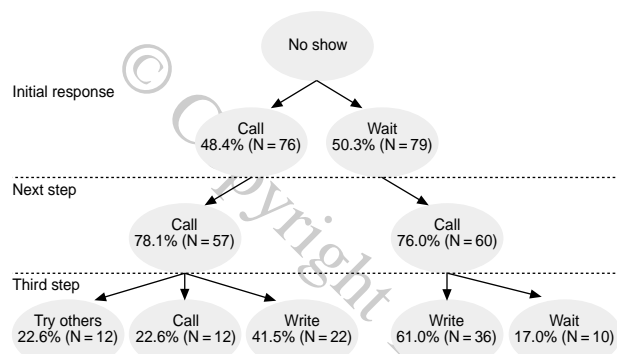 No show
Initial response
Call
48.4% (N = 76)
Wait
50.3% (N = 79)
Next step
Call
78.1% (N = 57)
Call
76.0% (N = 60)
Third step
Try others
22.6% (N = 12)
Call
22.6% (N = 12)
Write
41.5% (N = 22)
Write
61.0% (N = 36)
Wait
17.0% (N = 10)
© Copyright